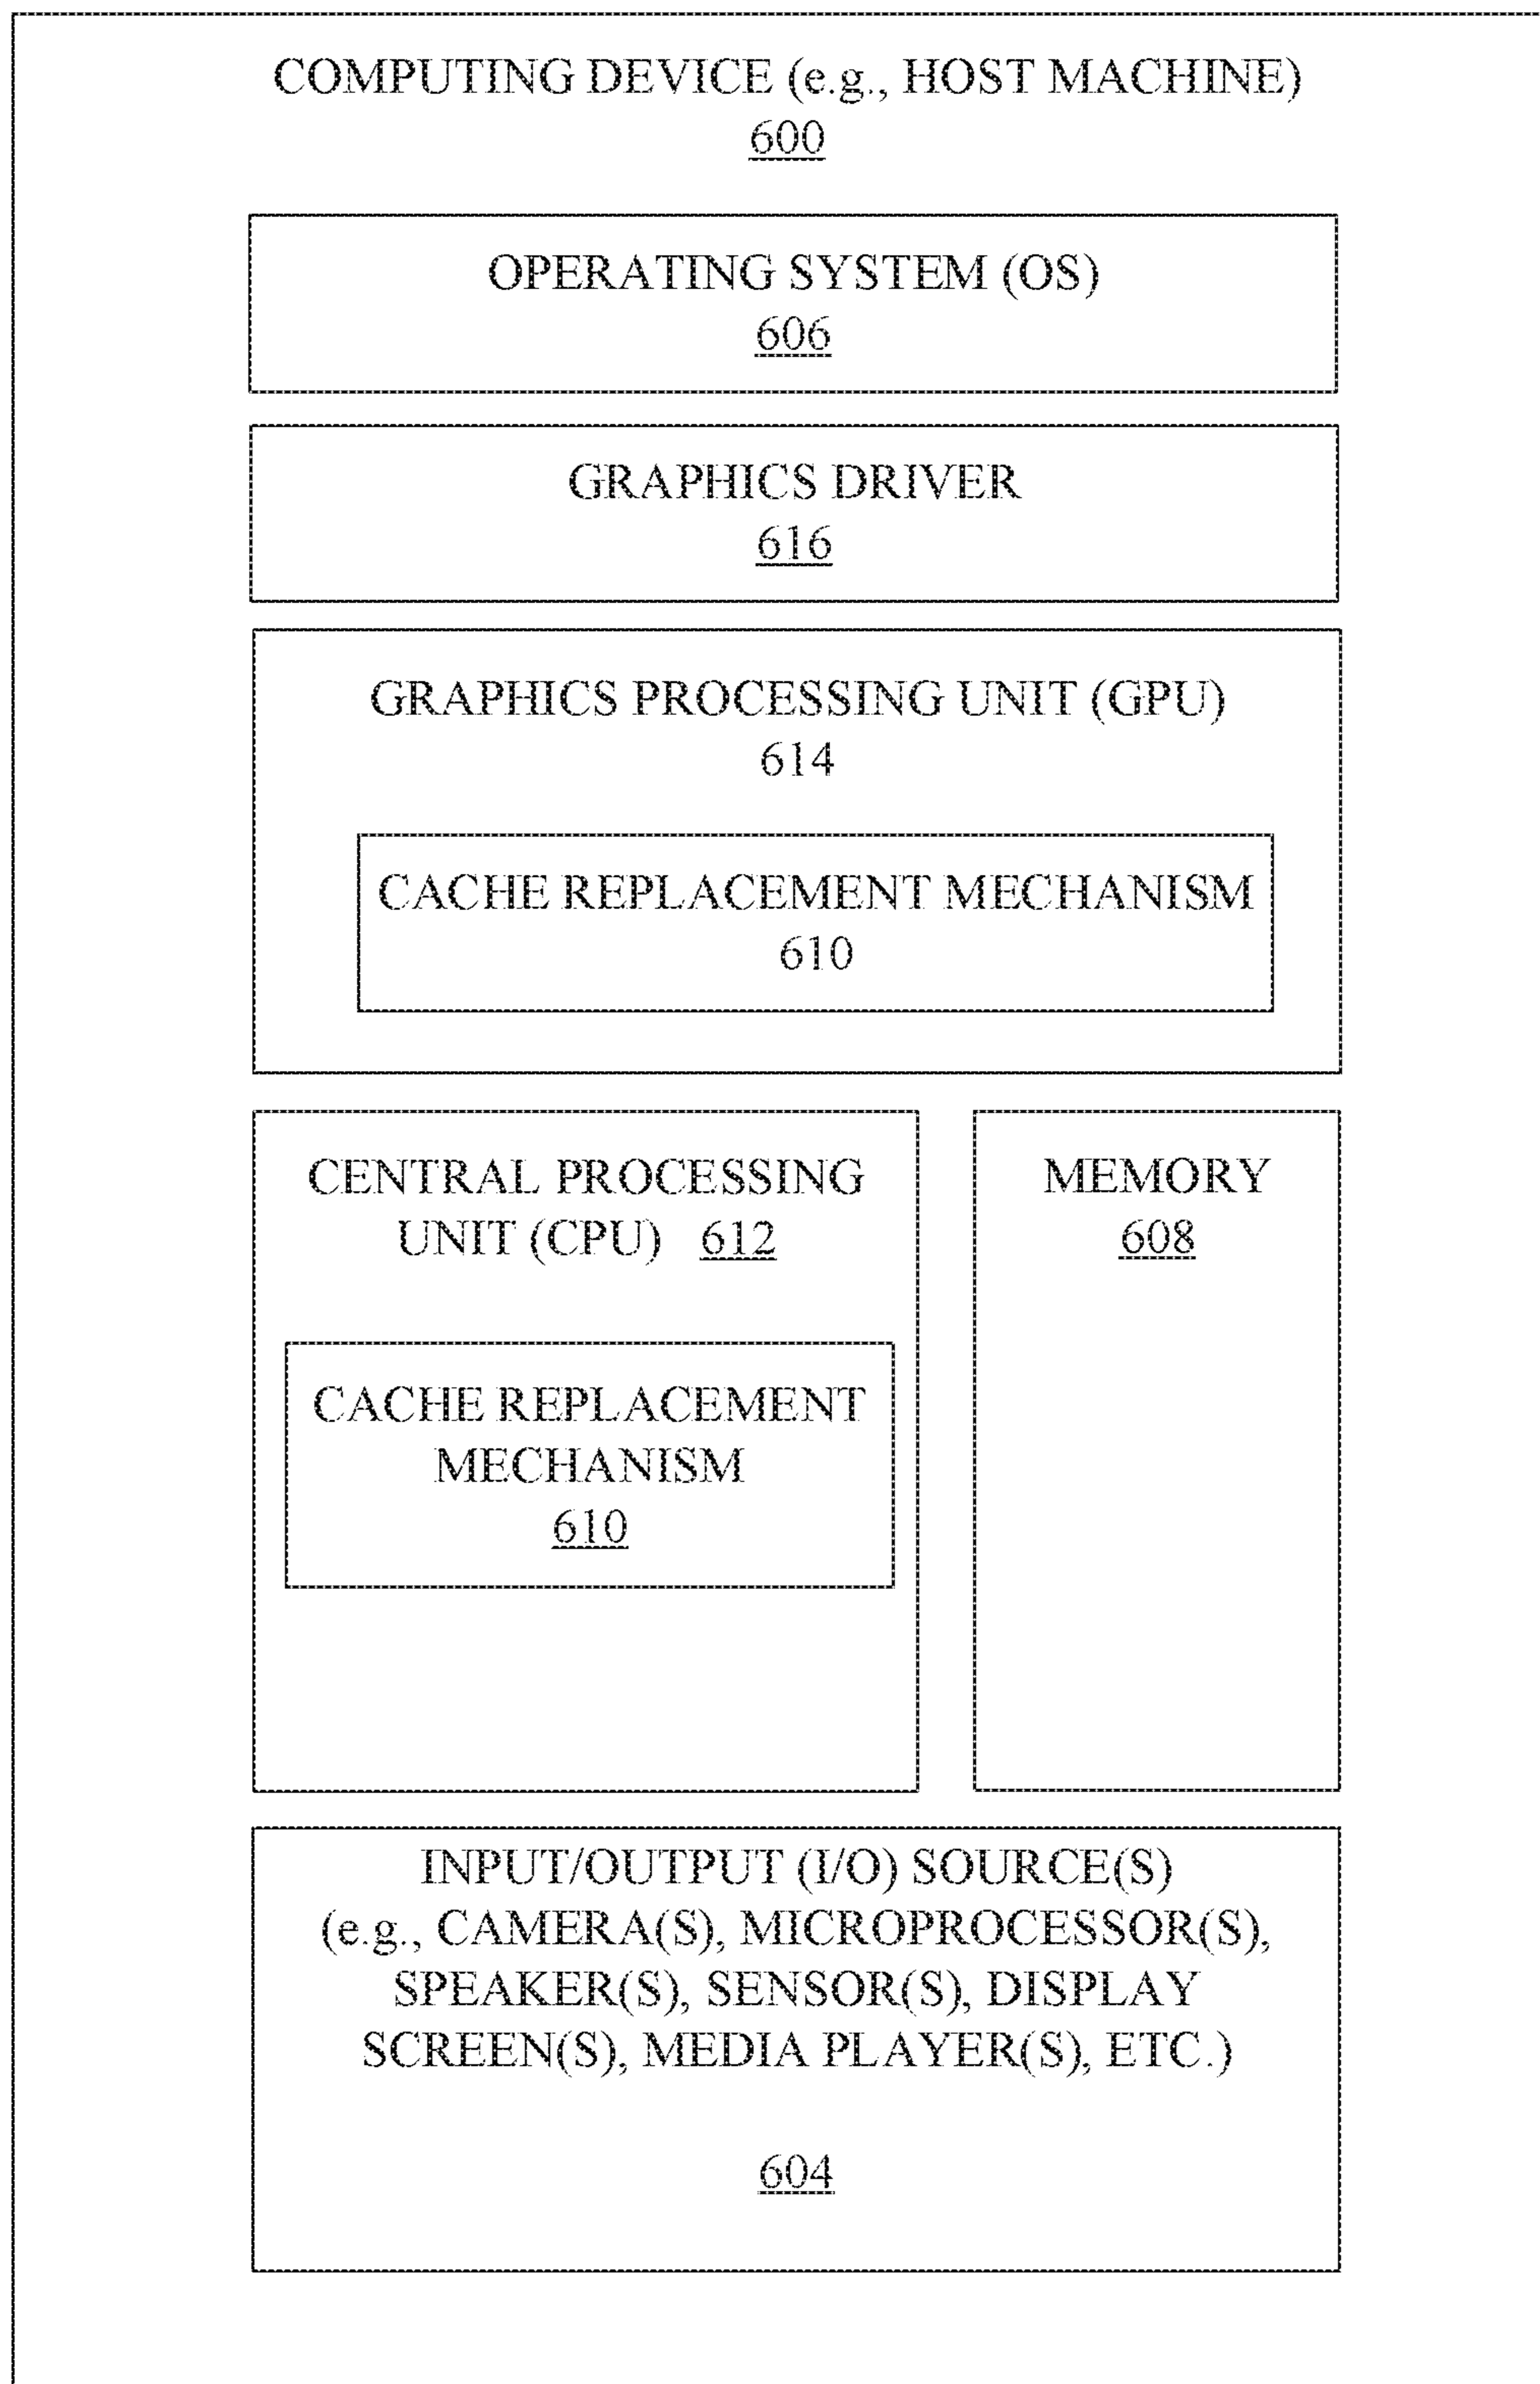 COMPUTING DEVICE (e.g., HOST MACHINE)
600
OPERATING SYSTEM (OS)
606
GRAPHICS DRIVER
616
GRAPHICS PROCESSING UNIT (GPU)
614
CACHE REPLACEMENT MECHANISM
610
CENTRAL PROCESSING
UNIT (CPU) 612
CACHE REPLACEMENT
MECHANISM
610
MEMORY
608
INPUT/OUTPUT (I/O) SOURCE(S)
(e.g., CAMERA(S), MICROPROCESSOR(S),
SPEAKER(S), SENSOR(S), DISPLAY
SCREEN(S), MEDIA PLAYER(S), ETC.)
604